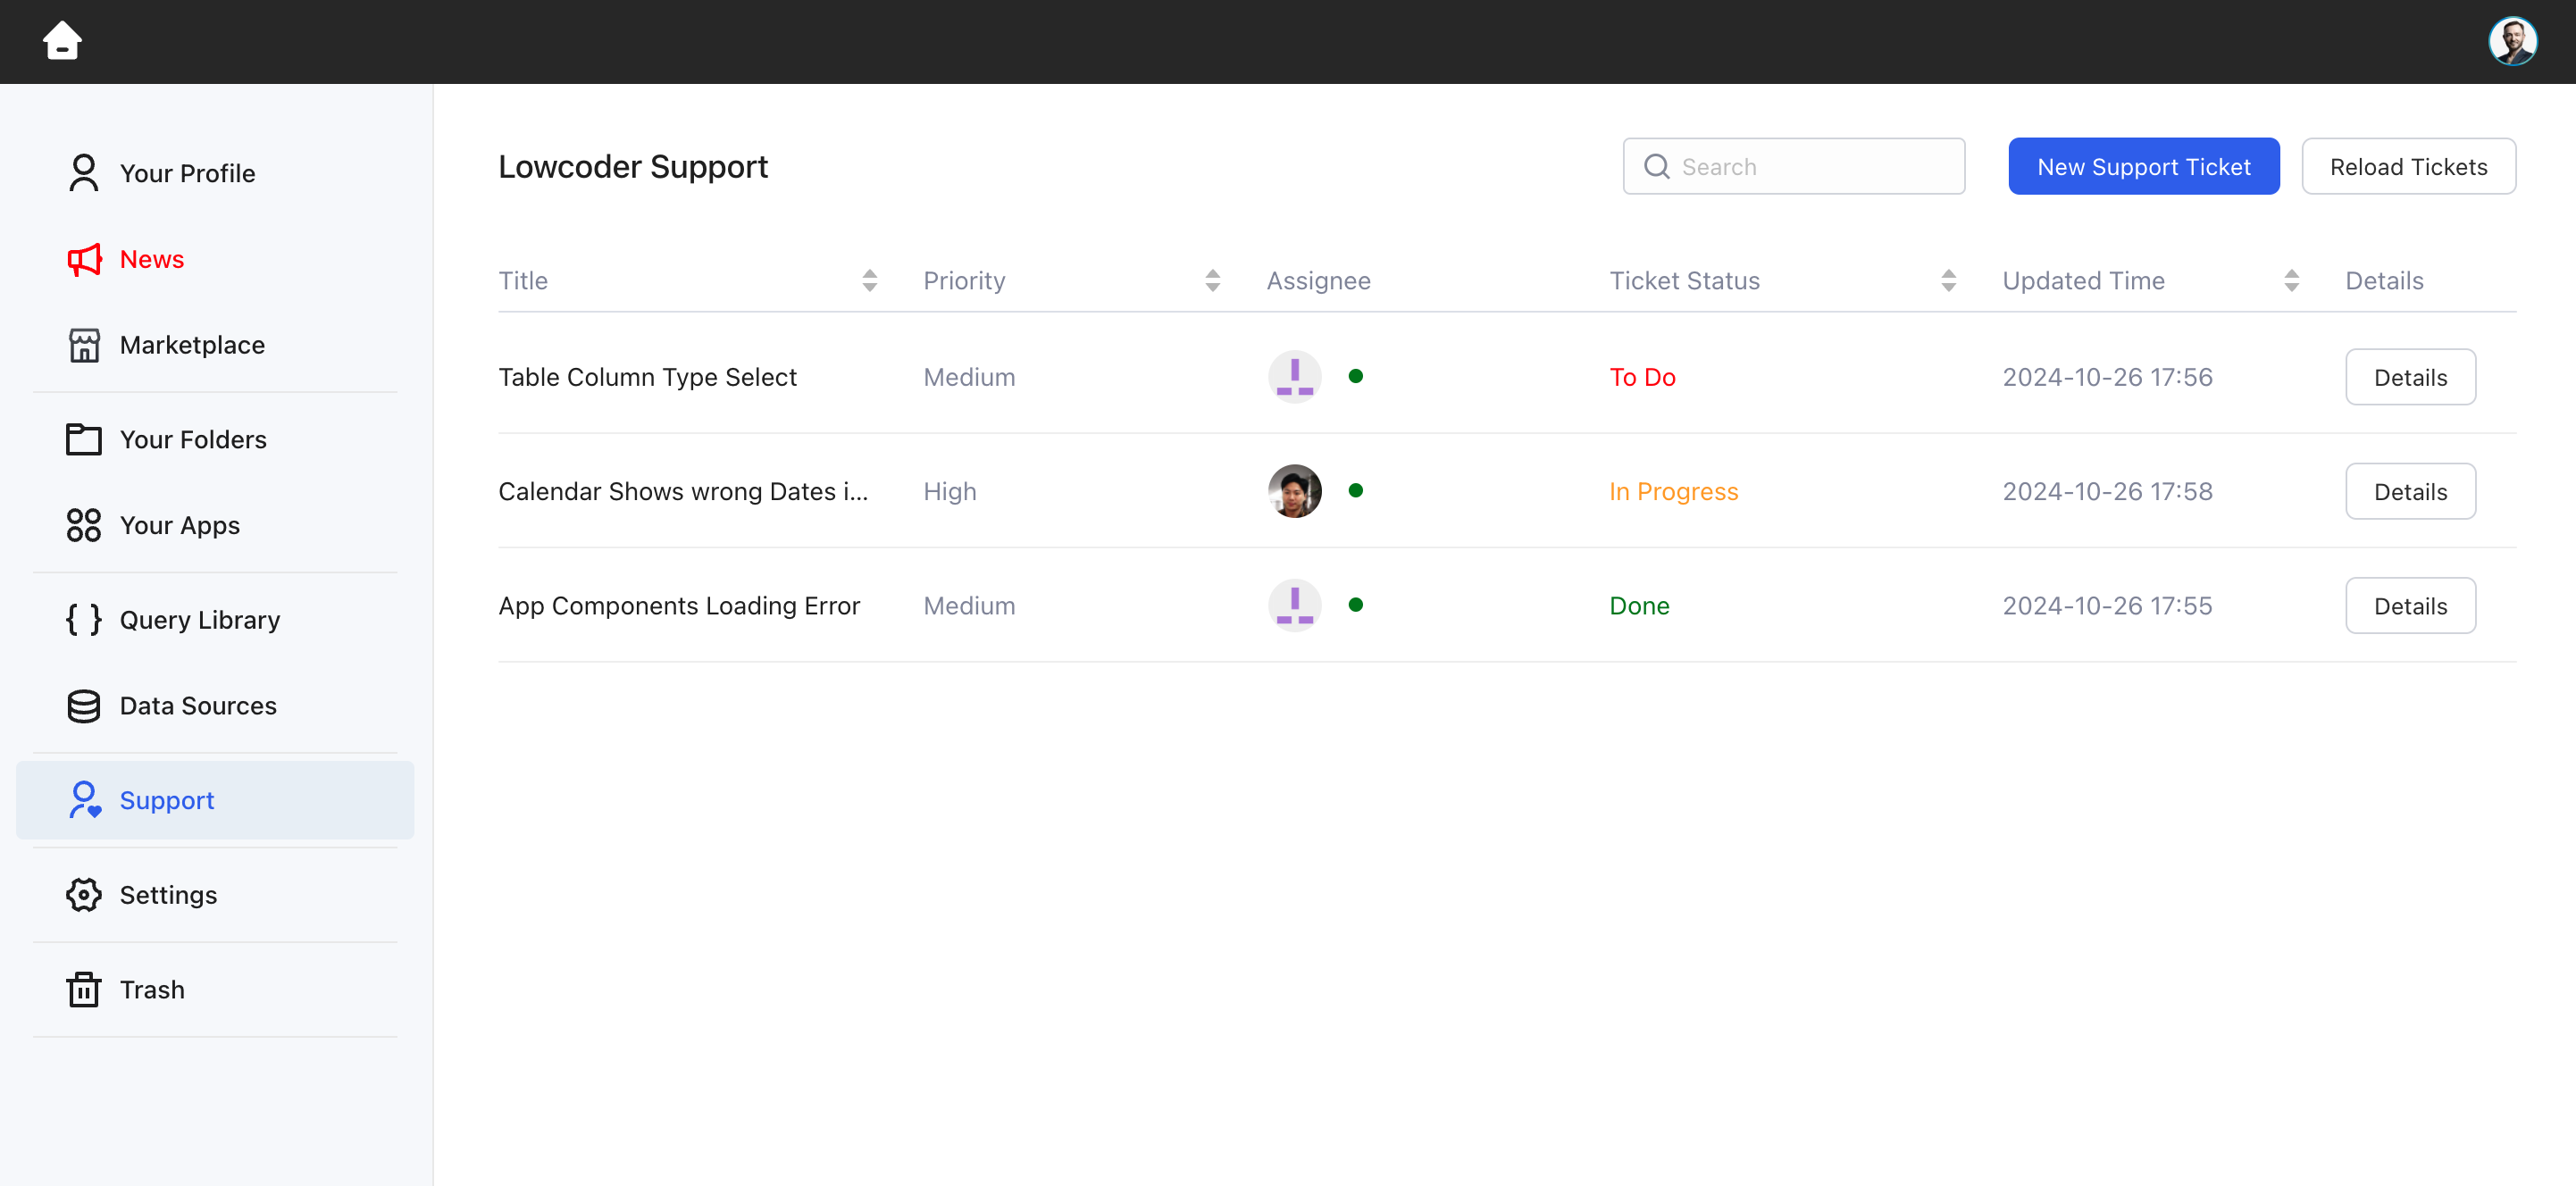 Your Profile
News
Marketplace
Your Folders
Your Apps
Query Library
Data Sources
Support
Settings
Trash
Lowcoder Support
Search
New Support Ticket
Reload Tickets
Title Priority Assignee Ticket Status Updated Time Details
Table Column Type Select Medium To Do 2024-10-26 17:56 Details
Calendar Shows wrong Dates i... High In Progress 2024-10-26 17:58 Details
App Components Loading Error Medium Done 2024-10-26 17:55 Details